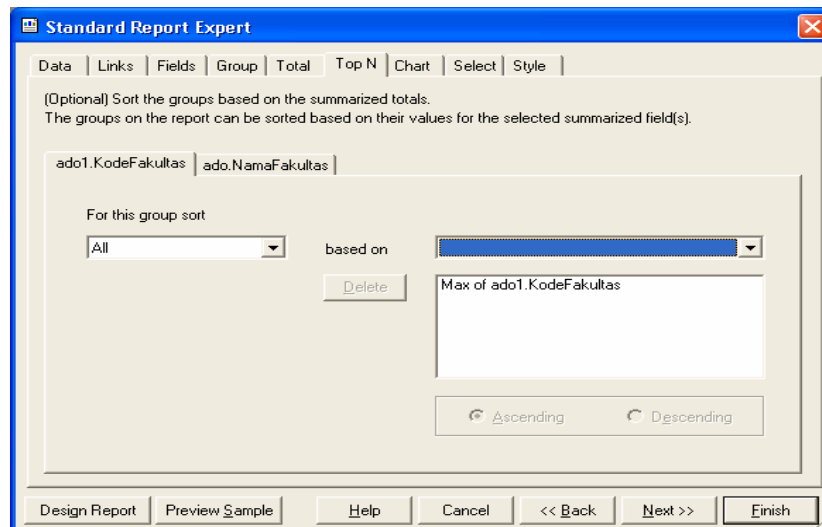 Standard Report Expert
Data Links Fields Group Total Top N Chart Select Style
(Optional) Sort the groups based on the summarized totals.
The groups on the report can be sorted based on their values for the selected summarized field(s).
ado1.KodeFakultas ado.NamaFakultas
For this group sort
All based on
Delete Max of ado1.KodeFakultas
Ascending Descending
Design Report Preview Sample Help Cancel << Back Next >> Finish